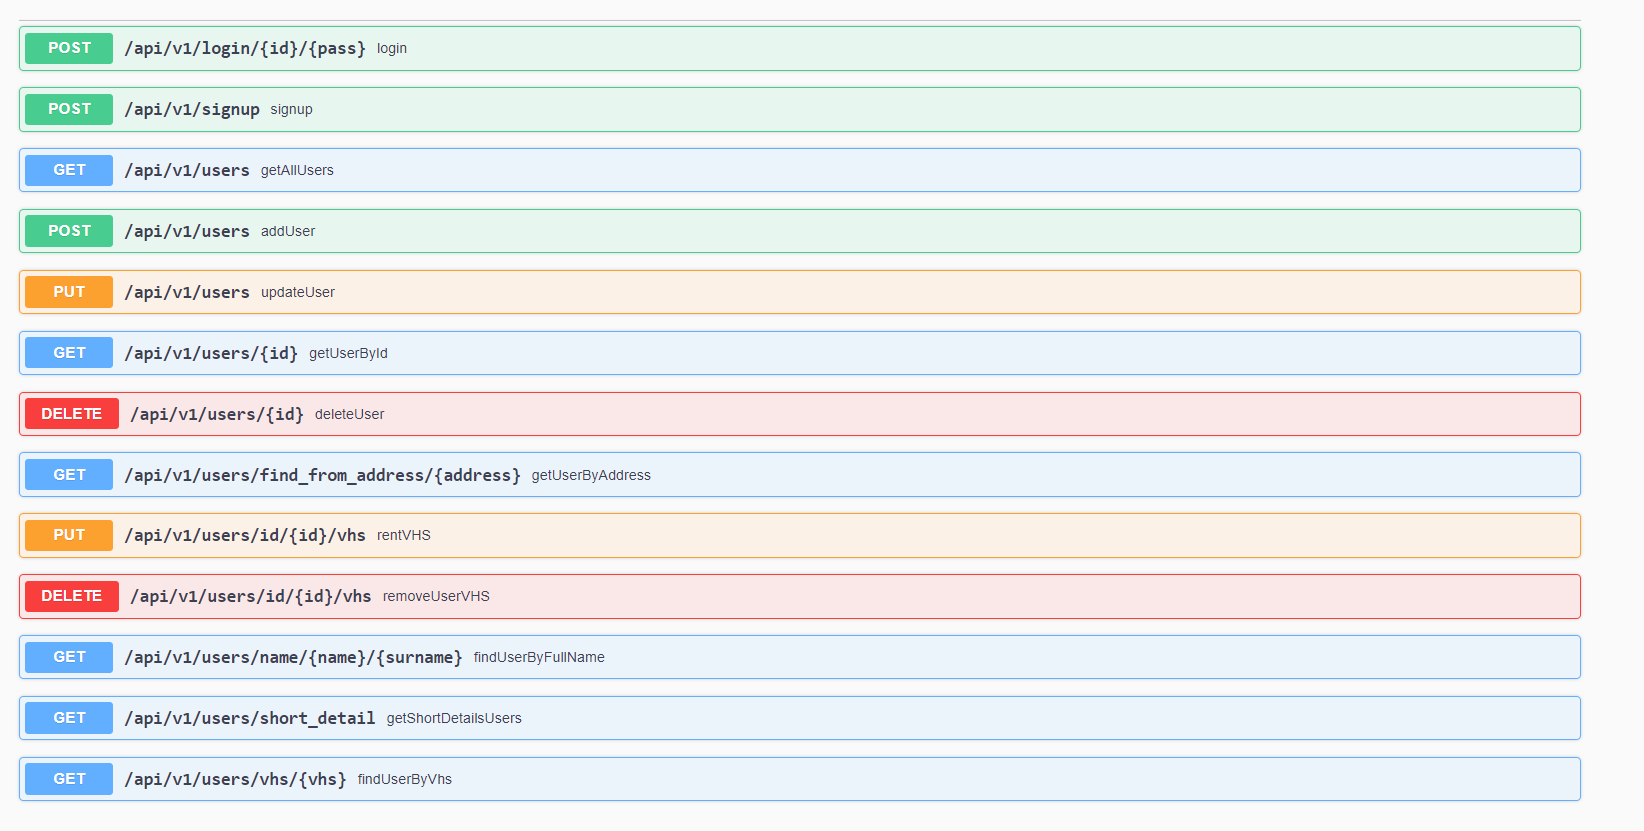 POST /api/v1/login/{id}/{pass} login
POST /api/v1/signup signup
GET /api/v1/users getAllUsers
POST /api/v1/users addUser
PUT /api/v1/users updateUser
GET /api/v1/users/{id} getUserById
DELETE /api/v1/users/{id} deleteUser
GET /api/v1/users/find_from_address/{address} getUserByAddress
PUT /api/v1/users/id/{id}/vhs rentVHS
DELETE /api/v1/users/id/{id}/vhs removeUserVHS
GET /api/v1/users/name/{name}/{surname} findUserByFullName
GET /api/v1/users/short_detail getShortDetailsUsers
GET /api/v1/users/vhs/{vhs} findUserByVhs